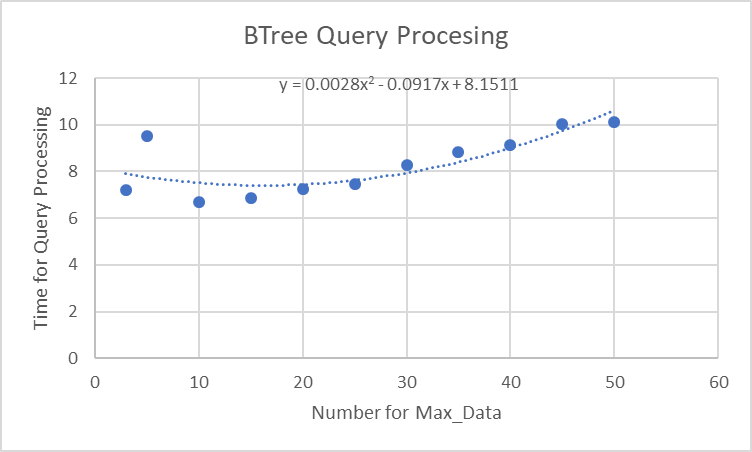 BTree Query Procesing
y = 0.0028x² - 0.0917x + 8.1511
Time for Query Processing
12
10
8
6
4
2
0
0 10 20 30 40 50 60
Number for Max_Data